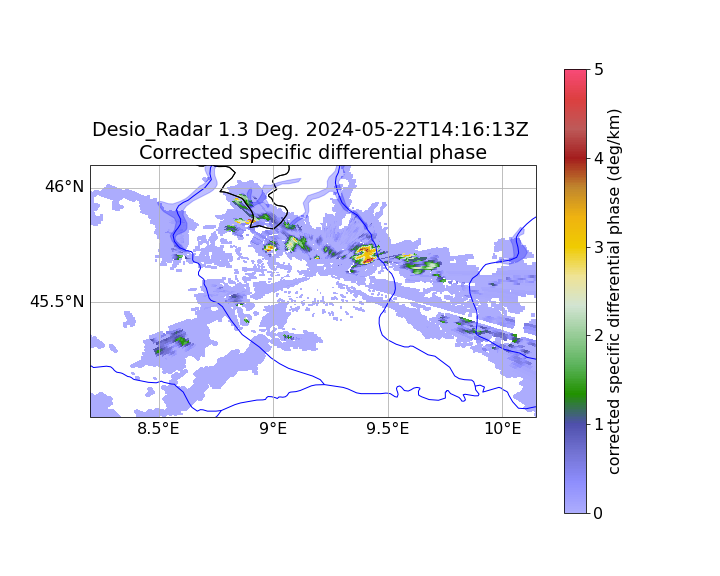 Desio_Radar 1.3 Deg. 2024-05-22T14:16:13Z
Corrected specific differential phase
46°N
45.5°N
8.5°E
9°E
9.5°E
10°E
5
4
3
2
1
0
corrected specific differential phase (deg/km)